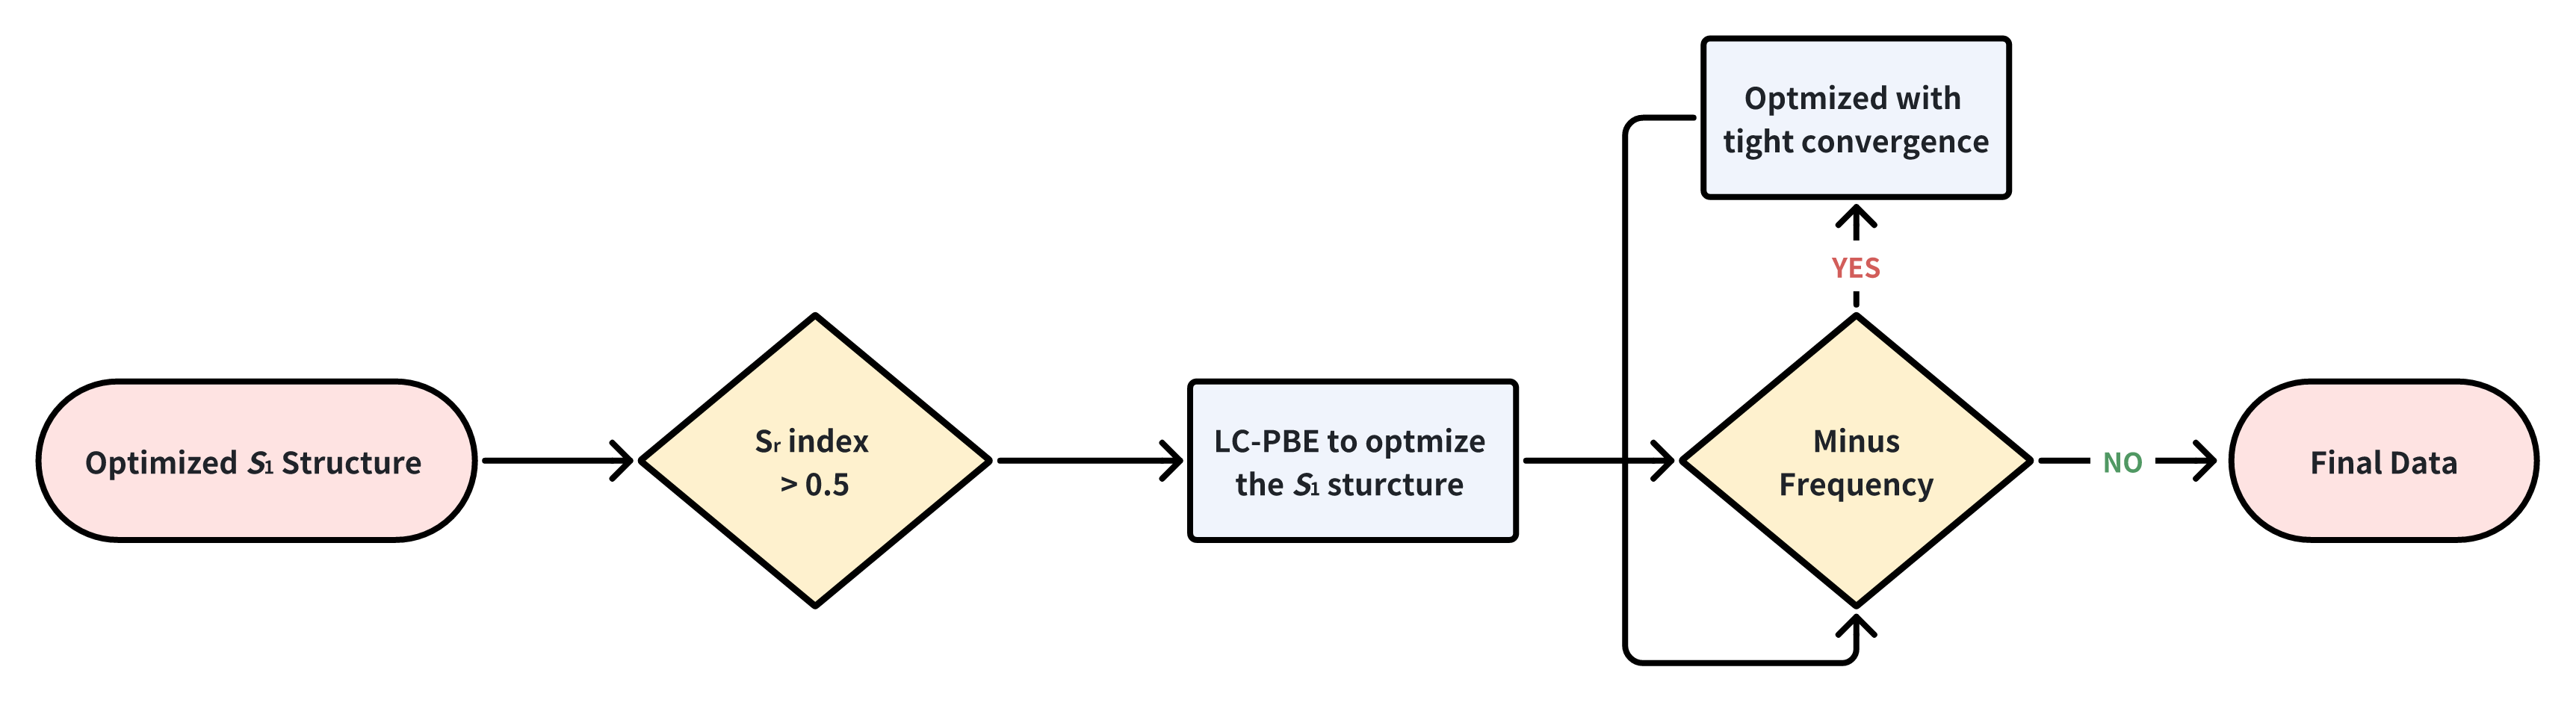 Optmized with
tight convergence
YES
Optimized S₁ Structure
Sᵣ index
> 0.5
LC-PBE to optmize
the S₁ sturcture
Minus
Frequency
NO
Final Data